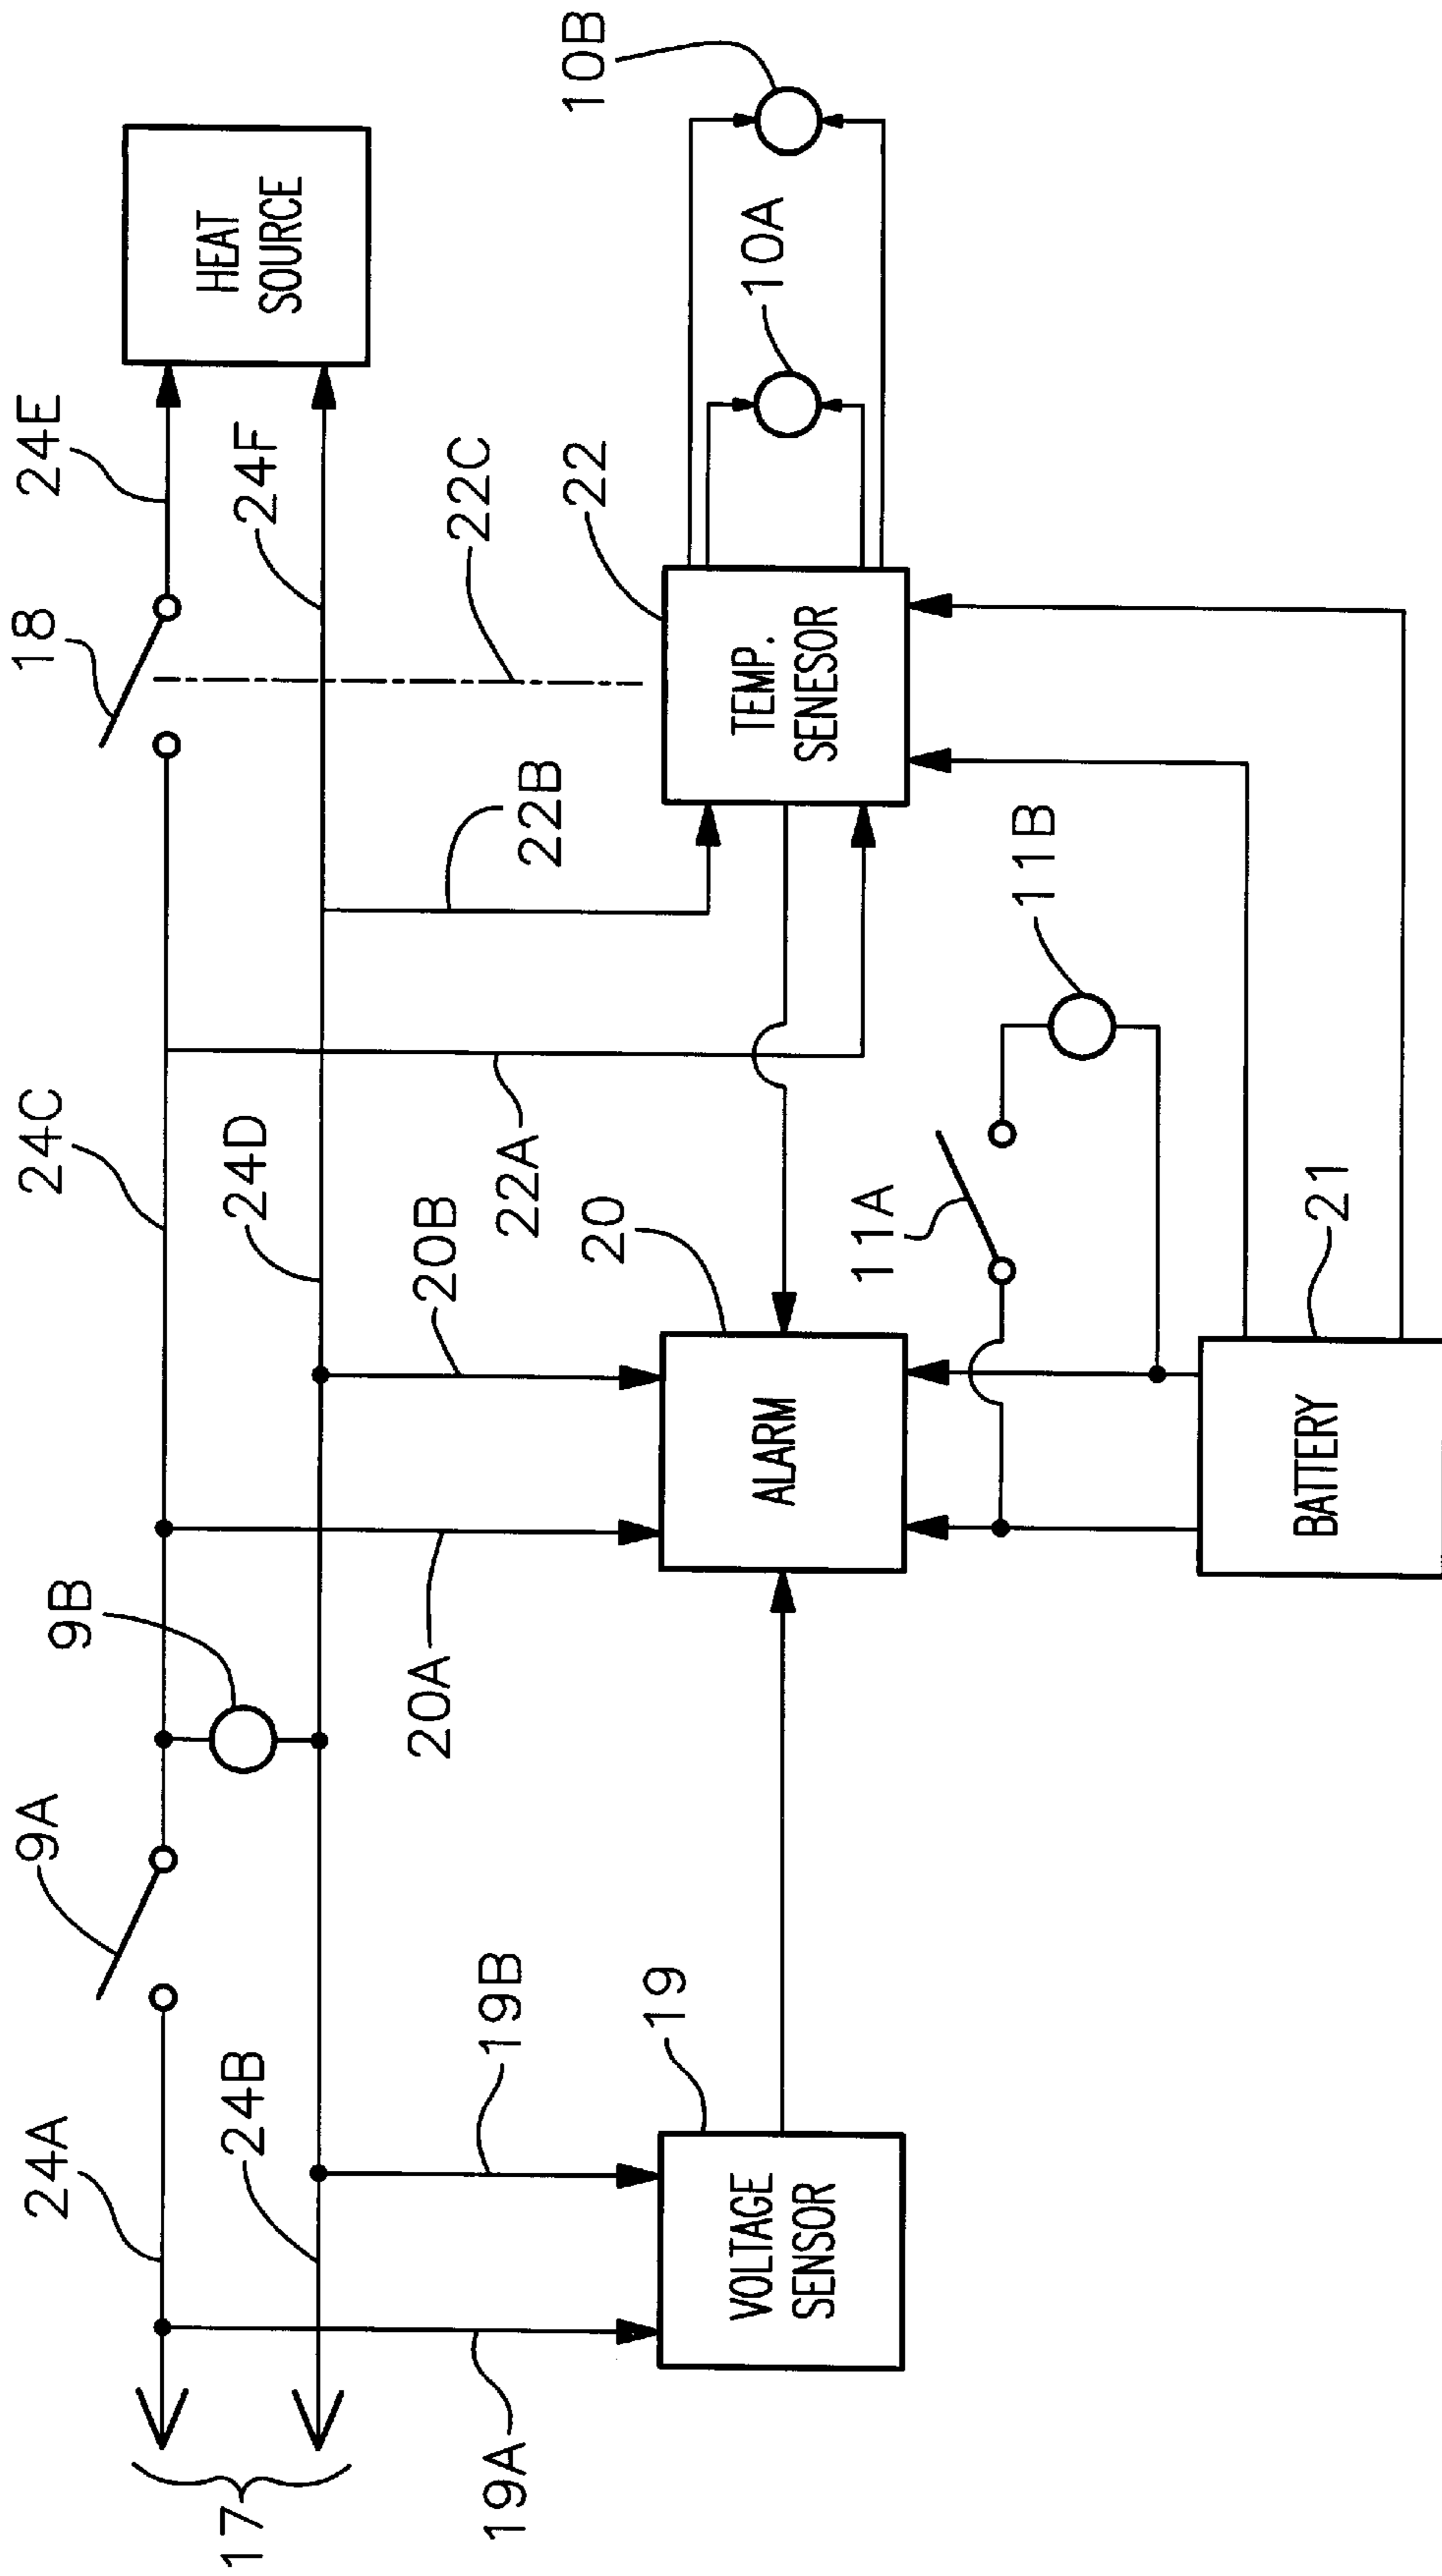 17
24A
24B
9A
9B
24C
24D
18
24E
24F
HEAT
SOURCE
19A
19B
20A
20B
22A
22B
22C
19
VOLTAGE
SENSOR
20
ALARM
22
TEMP.
SENESOR
10A
10B
11A
11B
21
BATTERY